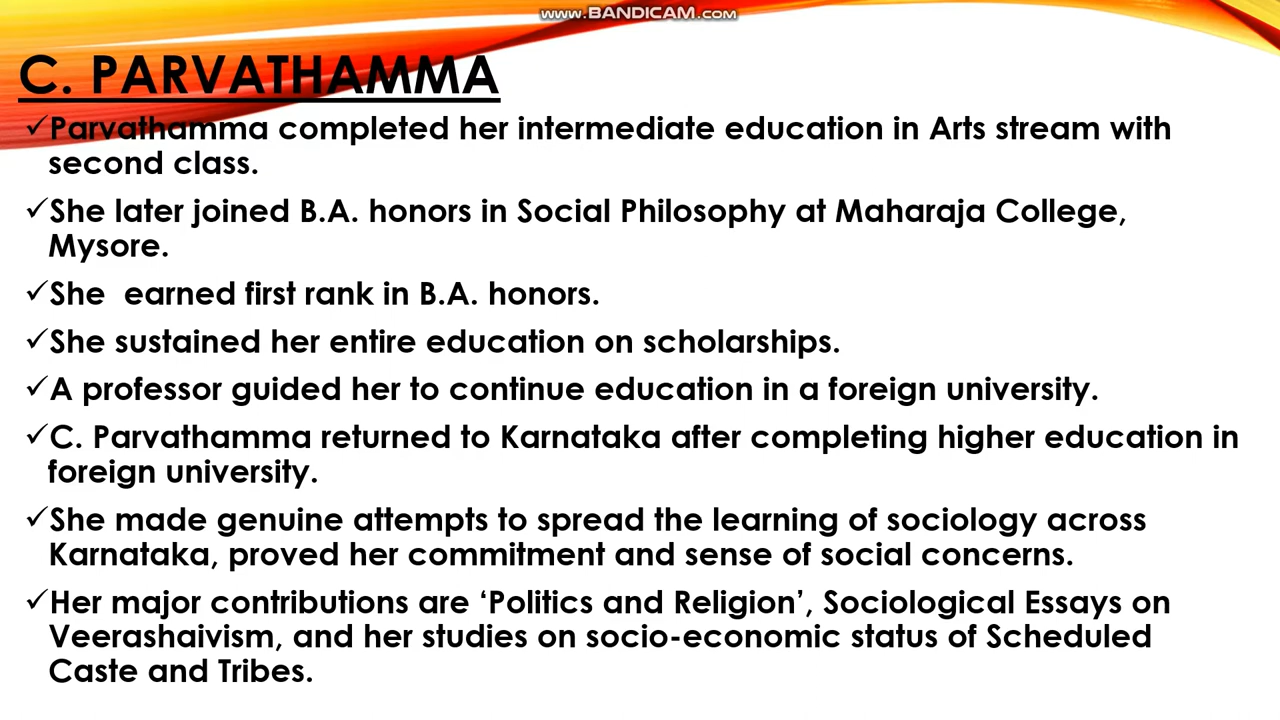 www.BANDICAM.com
C. PARVATHAMMA
✓Parvathamma completed her intermediate education in Arts stream with
second class.
✓She later joined B.A. honors in Social Philosophy at Maharaja College,
Mysore.
✓She  earned first rank in B.A. honors.
✓She sustained her entire education on scholarships.
✓A professor guided her to continue education in a foreign university.
✓C. Parvathamma returned to Karnataka after completing higher education in
foreign university.
✓She made genuine attempts to spread the learning of sociology across
Karnataka, proved her commitment and sense of social concerns.
✓Her major contributions are ‘Politics and Religion’, Sociological Essays on
Veerashaivism, and her studies on socio-economic status of Scheduled
Caste and Tribes.